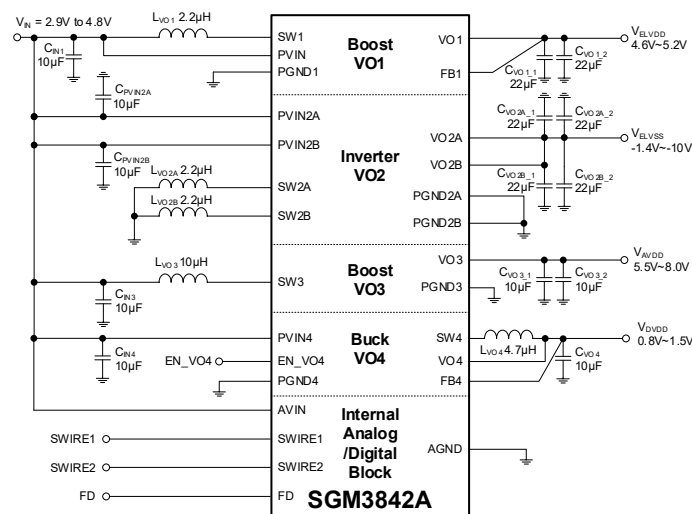 VIN = 2.9V to 4.8V
LVO1 2.2μH
CIN1
10μF
SW1
PVIN
PGND1
Boost
VO1
VO1
FB1
CVO1_1
22μF
CVO1_2
22μF
VELVDD
4.6V~5.2V
CPVIN2A
10μF
PVIN2A
PVIN2B
CPVIN2B
10μF
LVO2A 2.2μH
LVO2B 2.2μH
SW2A
SW2B
Inverter
VO2
CVO2A_1
22μF
CVO2A_2
22μF
VO2A
VO2B
VELVSS
-1.4V~-10V
CVO2B_1
22μF
CVO2B_2
22μF
PGND2A
PGND2B
LVO3 10μH
CIN3
10μF
SW3
Boost
VO3
VO3
PGND3
CVO3_1
10μF
CVO3_2
10μF
VAVDD
5.5V~8.0V
CIN4
10μF
PVIN4
EN_VO4
EN_VO4
PGND4
Buck
VO4
SW4
VO4
FB4
LVO4 4.7μH
CVO4
10μF
VDVDD
0.8V~1.5V
AVIN
SWIRE1
SWIRE1
SWIRE2
SWIRE2
FD
FD
Internal
Analog
/Digital
Block
AGND
SGM3842A